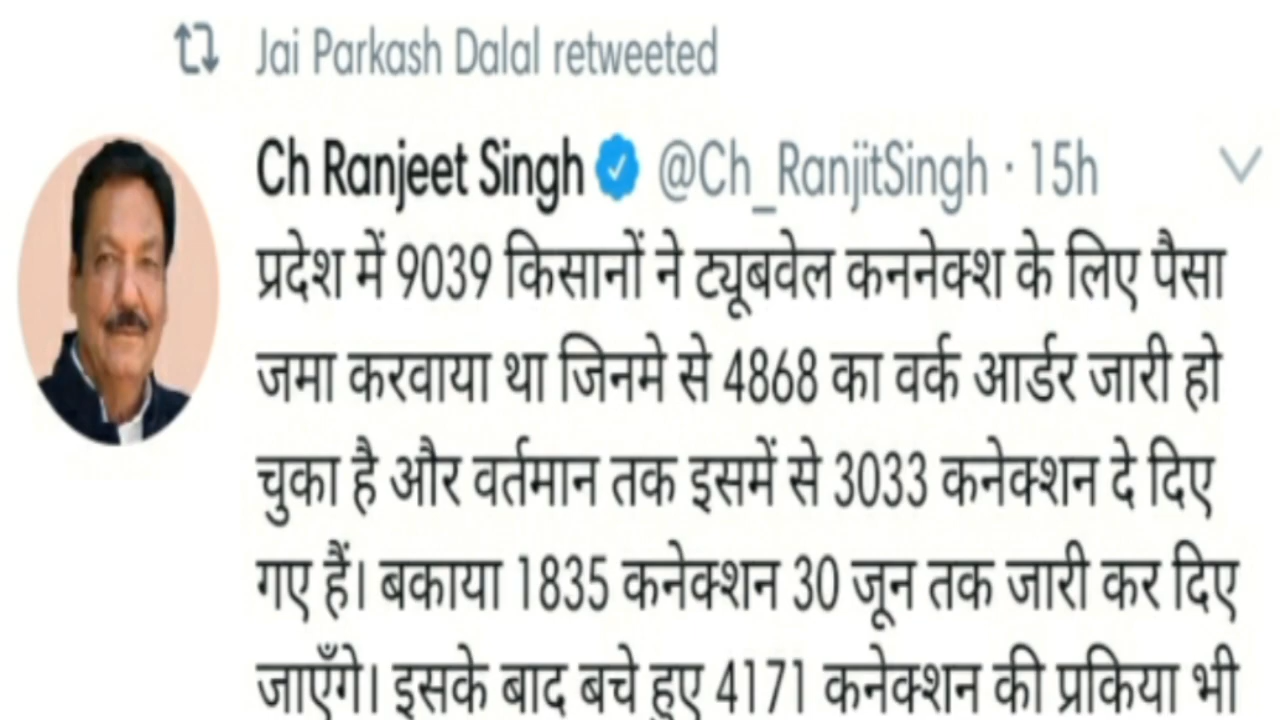 Jai Parkash Dalal retweeted
Ch Ranjeet Singh @Ch_RanjitSingh · 15h
प्रदेश में 9039 किसानों ने ट्यूबवेल कननेक्श के लिए पैसा
जमा करवाया था जिनमे से 4868 का वर्क आर्डर जारी हो
चुका है और वर्तमान तक इसमें से 3033 कनेक्शन दे दिए
गए हैं। बकाया 1835 कनेक्शन 30 जून तक जारी कर दिए
जाएँगे। इसके बाद बचे हुए 4171 कनेक्शन की प्रकिया भी